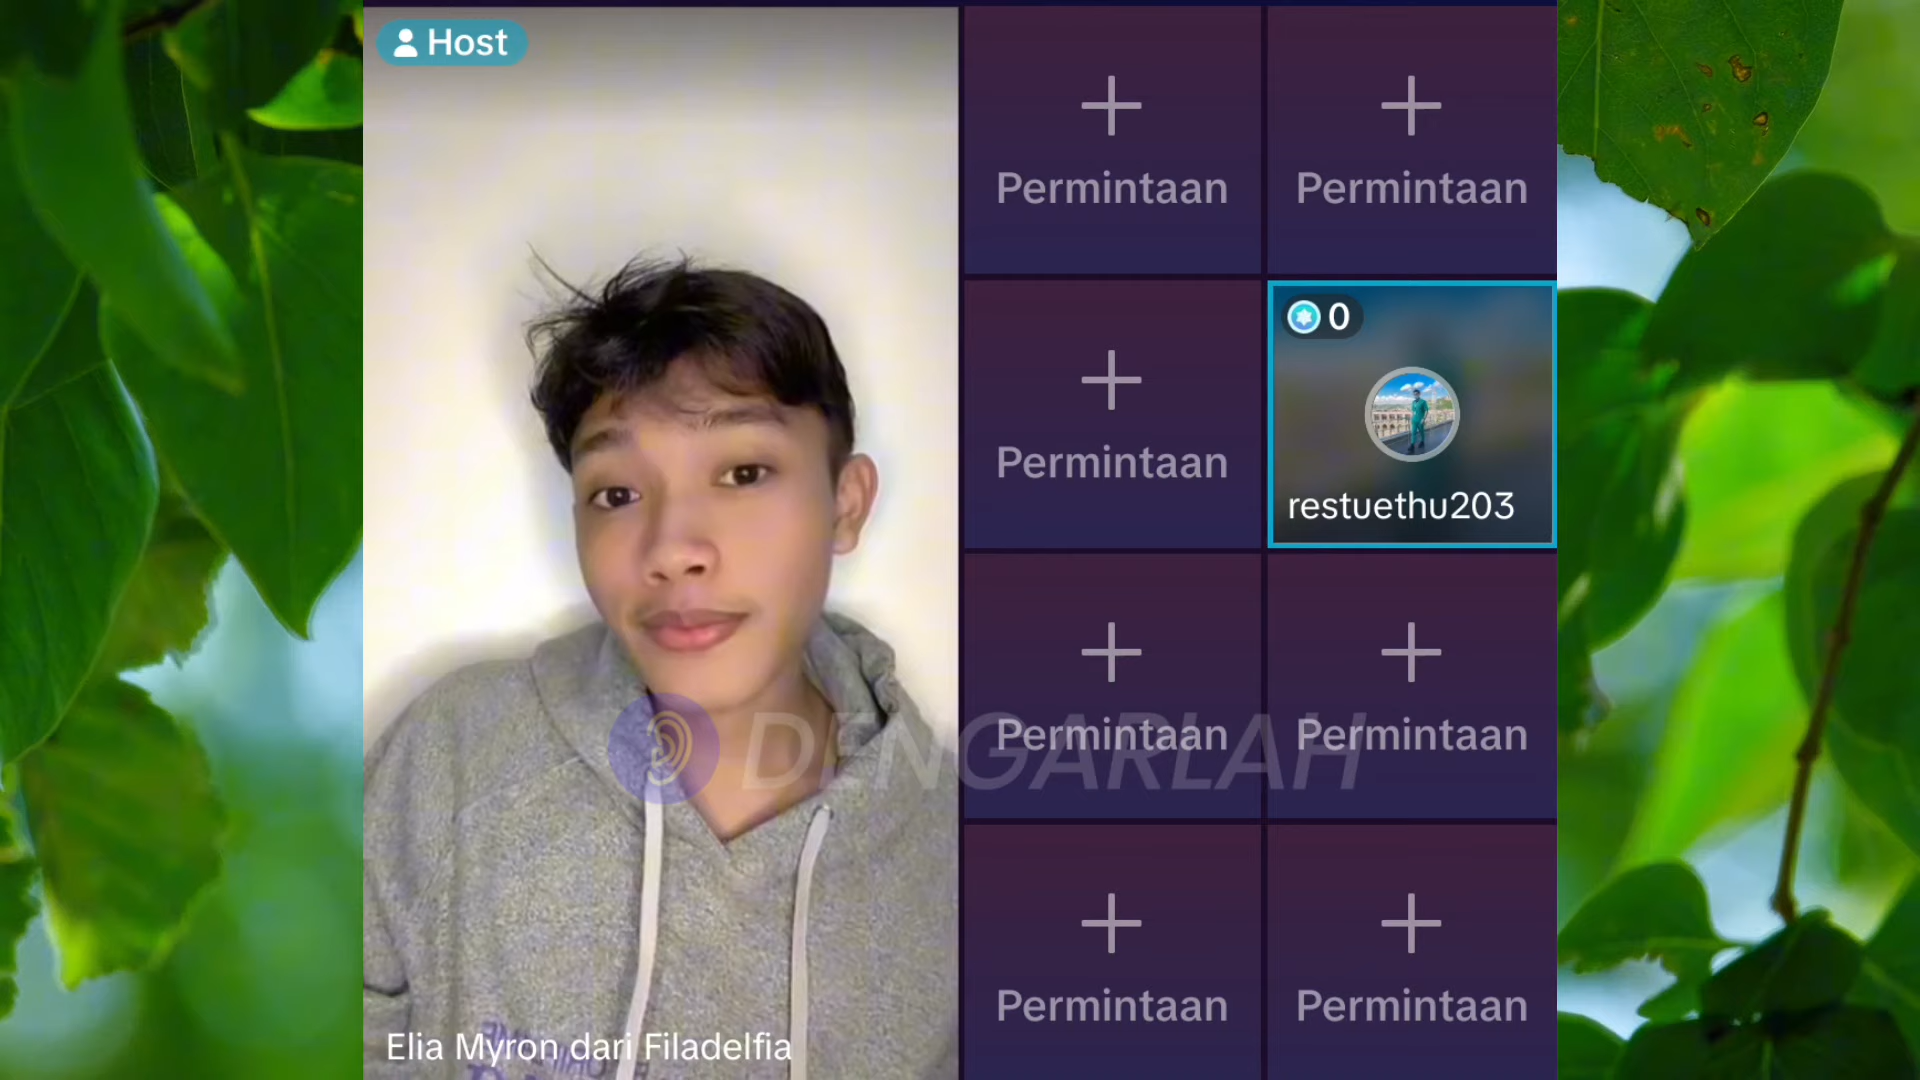 Host
Permintaan
Permintaan
Permintaan
0
restuethu203
Permintaan
Permintaan
DENGARLAH
Permintaan
Permintaan
Elia Myron dari Filadelfia